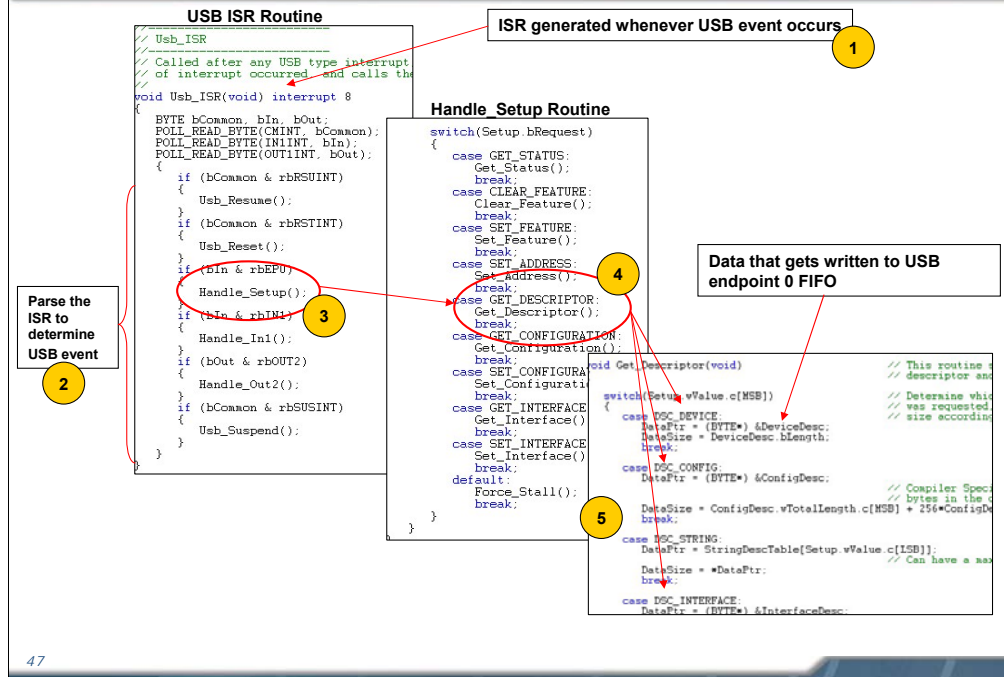 USB ISR Routine
//---------------------------
// Usb_ISR
//---------------------------
// Called after any USB type interrupt
// of interrupt occurred, and calls the
//
void Usb_ISR(void) interrupt 8
{
BYTE bCommon, bIn, bOut;
POLL_READ_BYTE(CMINT, bCommon);
POLL_READ_BYTE(IN1INT, bIn);
POLL_READ_BYTE(OUT1INT, bOut);
{
if (bCommon & rbRSUINT)
{
Usb_Resume();
}
if (bCommon & rbRSTINT)
{
Usb_Reset();
}
if (bIn & rbEP0)
{
Handle_Setup();
}
if (bIn & rbIN1)
{
Handle_In1();
}
if (bOut & rbOUT2)
{
Handle_Out2();
}
if (bCommon & rbSUSINT)
{
Usb_Suspend();
}
}
}
ISR generated whenever USB event occurs
1
Parse the
ISR to
determine
USB event
2
3
Handle_Setup Routine
switch(Setup.bRequest)
{
case GET_STATUS:
Get_Status();
break;
case CLEAR_FEATURE:
Clear_Feature();
break;
case SET_FEATURE:
Set_Feature();
break;
case SET_ADDRESS:
Set_Address();
break;
case GET_DESCRIPTOR:
Get_Descriptor();
break;
case GET_CONFIGURATION:
Get_Configuration();
break;
case SET_CONFIGURA
Set_Configurati
break;
case GET_INTERFACE
Get_Interface()
break;
case SET_INTERFACE
Set_Interface()
break;
default:
Force_Stall();
break;
}
}
4
Data that gets written to USB
endpoint 0 FIFO
void Get_Descriptor(void) // This routine s
// descriptor and
switch(Setup.wValue.c[MSB]) // Determine whic
{ // was requested,
case DSC_DEVICE: // size according
DataPtr = (BYTE*) &DeviceDesc;
DataSize = DeviceDesc.bLength;
break;
case DSC_CONFIG:
DataPtr = (BYTE*) &ConfigDesc;
// Compiler Speci
// bytes in the c
DataSize = ConfigDesc.wTotalLength.c[MSB] + 256*ConfigDe
break;
case DSC_STRING:
DataPtr = StringDescTable[Setup.wValue.c[LSB]];
// Can have a max
DataSize = *DataPtr;
break;
case DSC_INTERFACE:
DataPtr = (BYTE*) &InterfaceDesc;
5
47